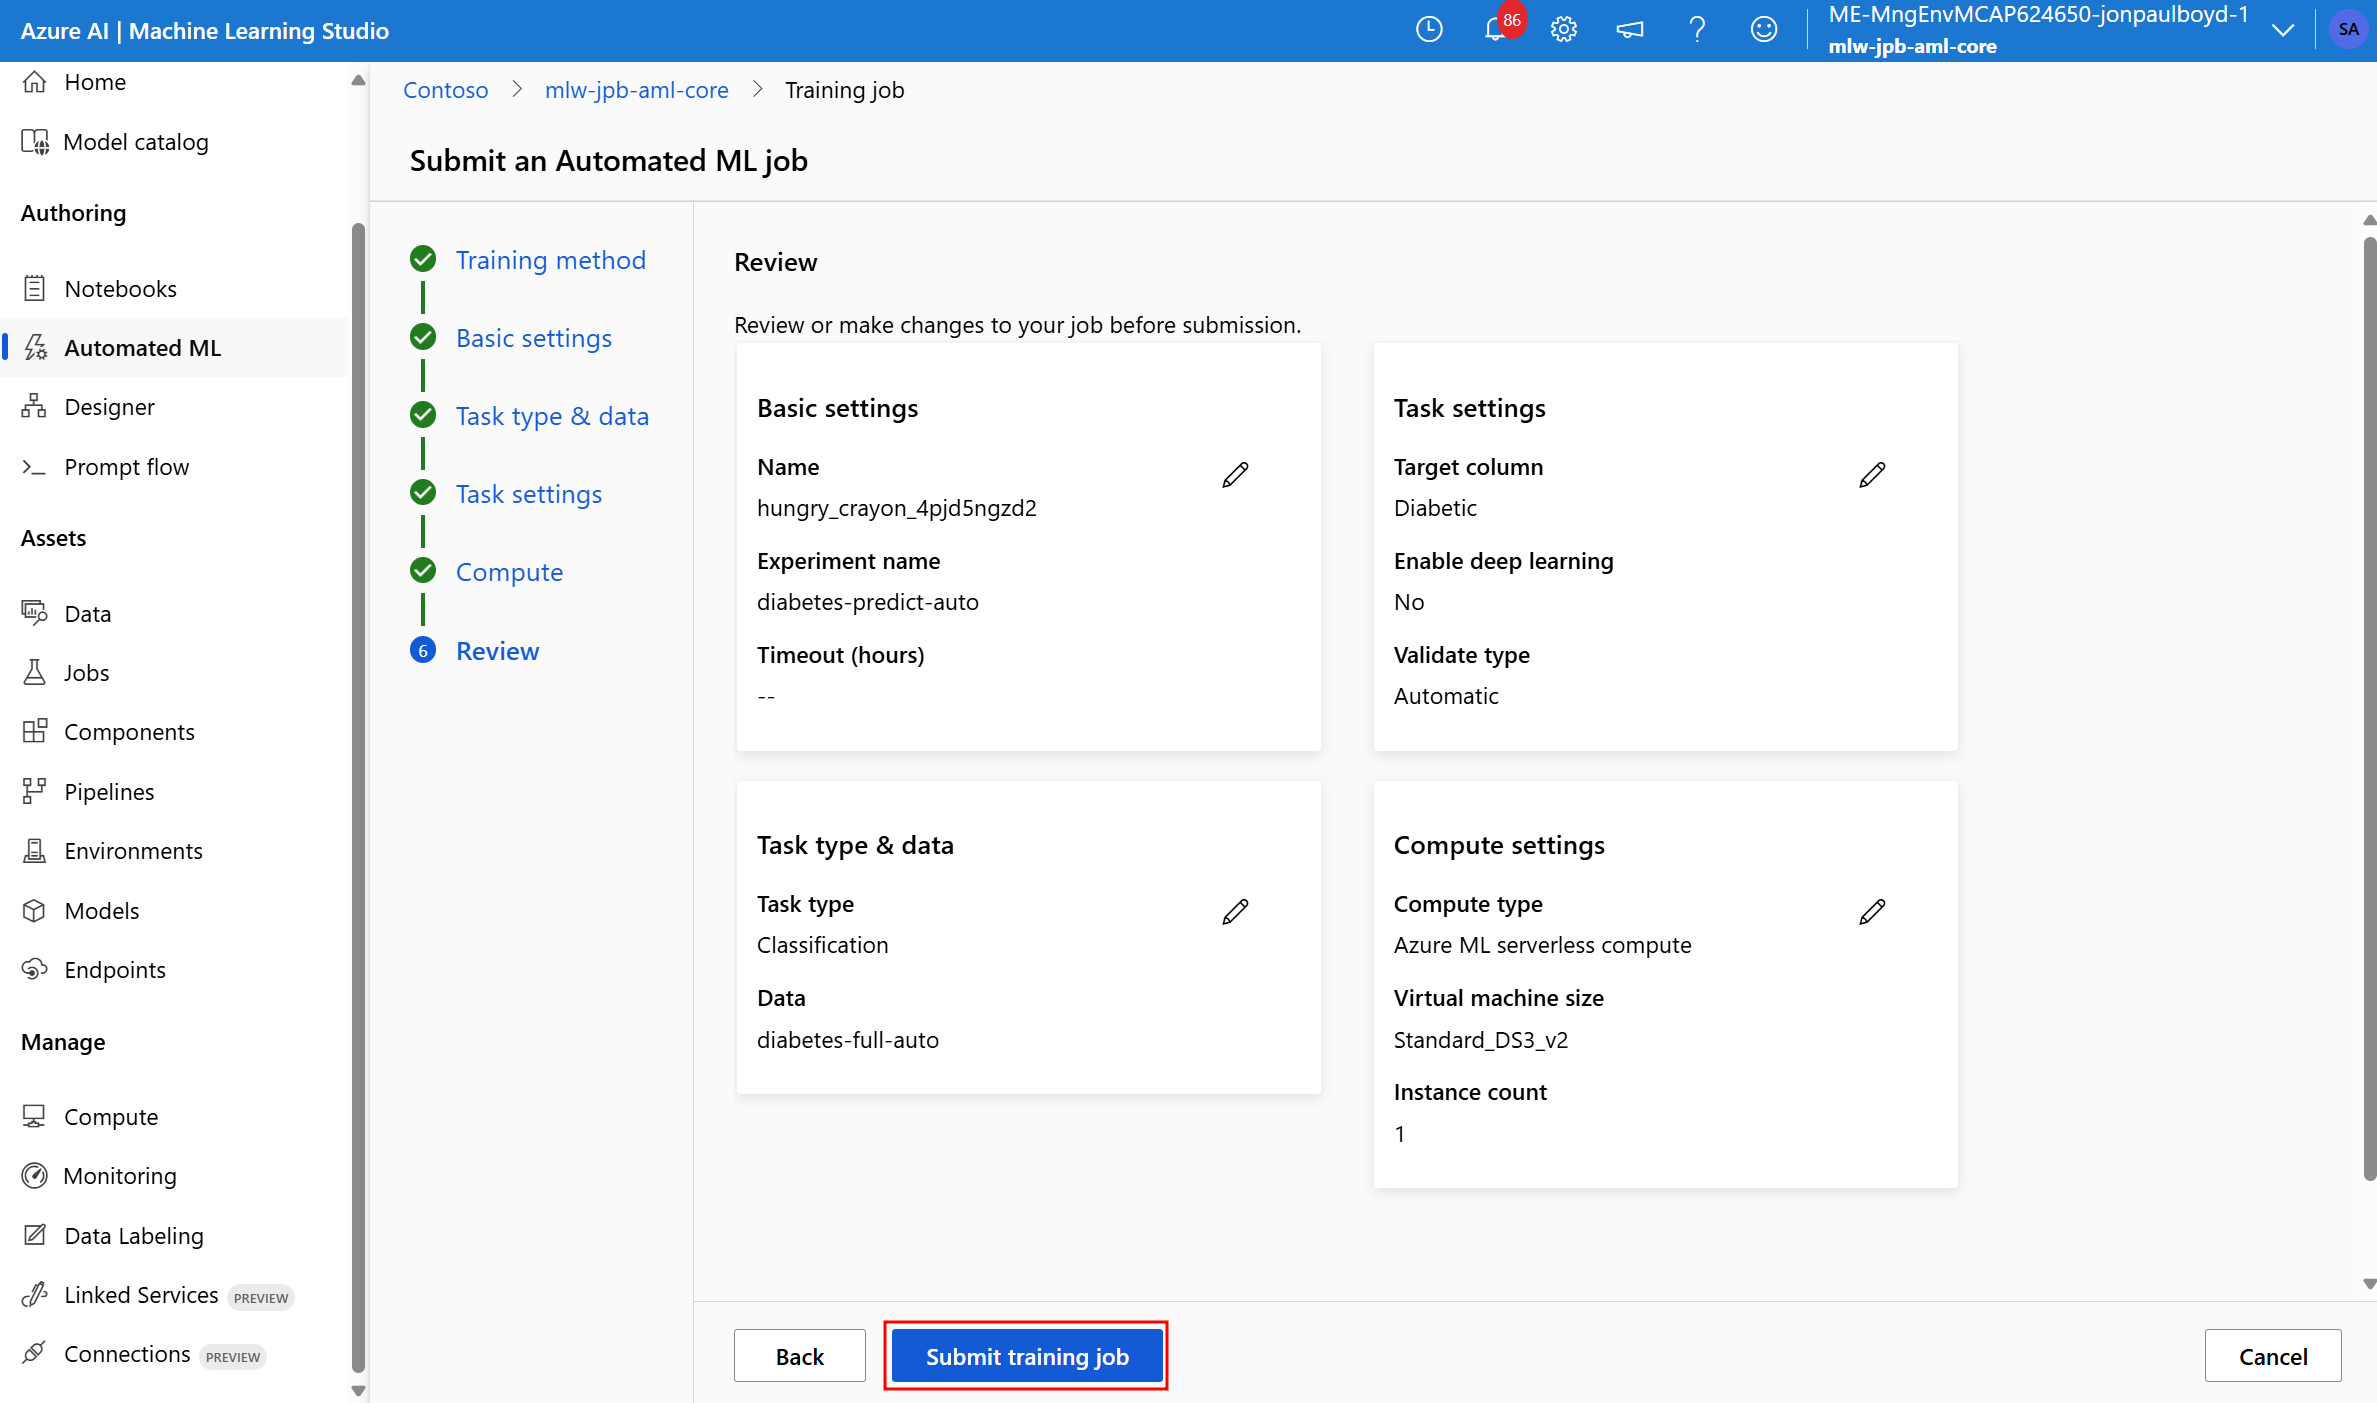 Azure AI | Machine Learning Studio
86
ME-MngEnvMCAP624650-jonpaulboyd-1
mlw-jpb-aml-core
SA
Home
Model catalog
Authoring
Notebooks
Automated ML
Designer
Prompt flow
Assets
Data
Jobs
Components
Pipelines
Environments
Models
Endpoints
Manage
Compute
Monitoring
Data Labeling
Linked Services PREVIEW
Connections PREVIEW
Contoso > mlw-jpb-aml-core > Training job
Submit an Automated ML job
Training method
Basic settings
Task type & data
Task settings
Compute
6 Review
Review
Review or make changes to your job before submission.
Basic settings
Name
hungry_crayon_4pjd5ngzd2
Experiment name
diabetes-predict-auto
Timeout (hours)
--
Task settings
Target column
Diabetic
Enable deep learning
No
Validate type
Automatic
Task type & data
Task type
Classification
Data
diabetes-full-auto
Compute settings
Compute type
Azure ML serverless compute
Virtual machine size
Standard_DS3_v2
Instance count
1
Back
Submit training job
Cancel